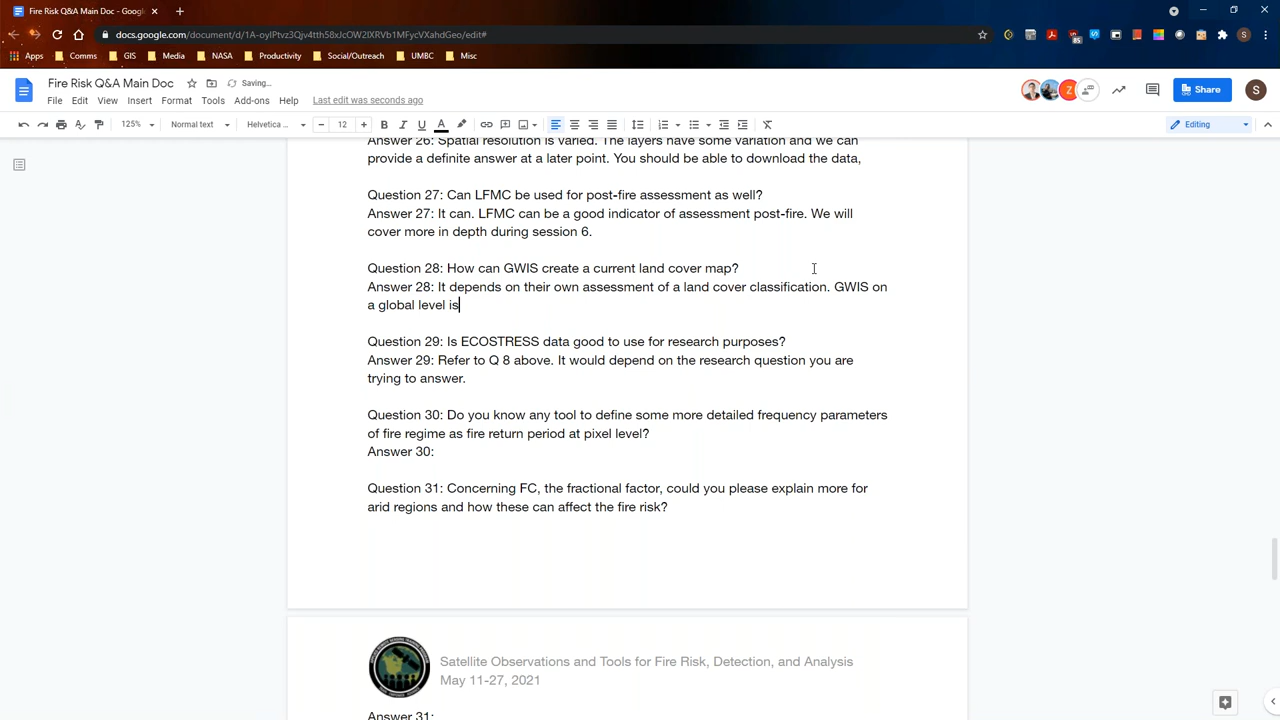 Fire Risk Q&A Main Doc - Googl
docs.google.com/document/d/1A-oylPtvz3Qjv4tth58xJcOW2lXRVb1MFycVXahdGeo/edit#
Apps Comms GIS Media NASA Productivity Social/Outreach UMBC Misc
Fire Risk Q&A Main Doc Saving...
File Edit View Insert Format Tools Add-ons Help Last edit was seconds ago
Share
S
125% Normal text Helvetica ... 12 Editing
Answer 26: Spatial resolution is varied. The layers have some variation and we can
provide a definite answer at a later point. You should be able to download the data,
Question 27: Can LFMC be used for post-fire assessment as well?
Answer 27: It can. LFMC can be a good indicator of assessment post-fire. We will
cover more in depth during session 6.
Question 28: How can GWIS create a current land cover map?
Answer 28: It depends on their own assessment of a land cover classification. GWIS on
a global level is
Question 29: Is ECOSTRESS data good to use for research purposes?
Answer 29: Refer to Q 8 above. It would depend on the research question you are
trying to answer.
Question 30: Do you know any tool to define some more detailed frequency parameters
of fire regime as fire return period at pixel level?
Answer 30:
Question 31: Concerning FC, the fractional factor, could you please explain more for
arid regions and how these can affect the fire risk?
Satellite Observations and Tools for Fire Risk, Detection, and Analysis
May 11-27, 2021
Answer 31: